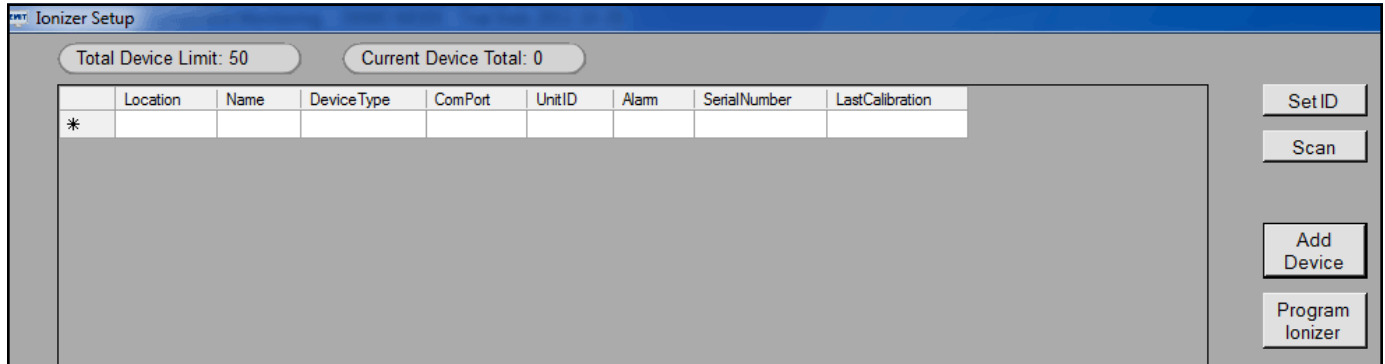 Ionizer Setup
Total Device Limit: 50 Current Device Total: 0
Location Name DeviceType ComPort UnitID Alarm SerialNumber LastCalibration
*
Set ID
Scan
Add
Device
Program
Ionizer